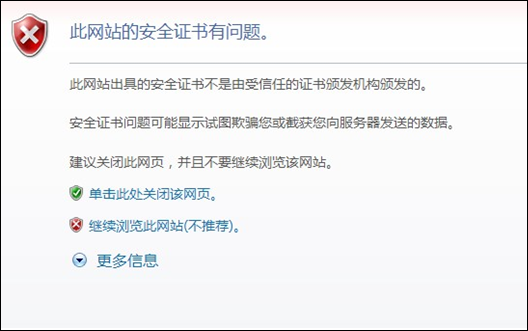 此网站的安全证书有问题。
此网站出具的安全证书不是由受信任的证书颁发机构颁发的。
安全证书问题可能显示试图欺骗您或截获您向服务器发送的数据。
建议关闭此网页，并且不要继续浏览该网站。
单击此处关闭该网页。
继续浏览此网站(不推荐)。
更多信息